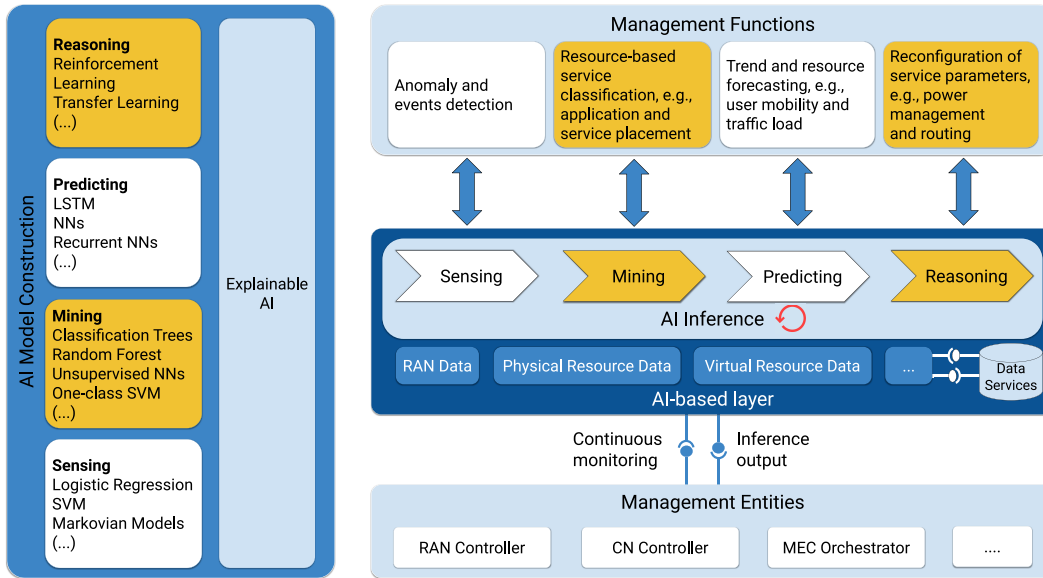 AI Model Construction
Reasoning
Reinforcement
Learning
Transfer Learning
(...)
Predicting
LSTM
NNs
Recurrent NNs
(...)
Mining
Classification Trees
Random Forest
Unsupervised NNs
One-class SVM
(...)
Sensing
Logistic Regression
SVM
Markovian Models
(...)
Explainable
AI
Management Functions
Anomaly and
events detection
Resource-based
service
classification, e.g.,
application and
service placement
Trend and resource
forecasting, e.g.,
user mobility and
traffic load
Reconfiguration of
service parameters,
e.g., power
management
and routing
Sensing
Mining
Predicting
Reasoning
AI Inference
RAN Data
Physical Resource Data
Virtual Resource Data
...
Data
Services
AI-based layer
Continuous
monitoring
Inference
output
Management Entities
RAN Controller
CN Controller
MEC Orchestrator
....